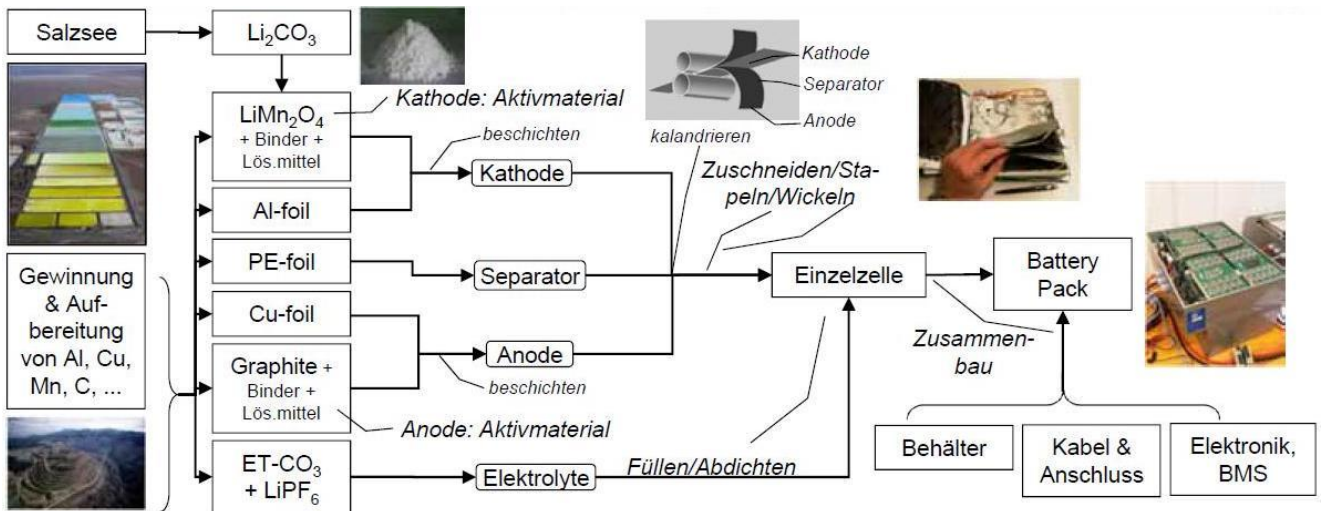 Salzsee
Li₂CO₃
LiMn₂O₄
+ Binder +
Lös.mittel
Kathode: Aktivmaterial
beschichten
Kathode
Al-foil
PE-foil
Separator
Cu-foil
Anode
beschichten
Graphite +
Binder +
Lös.mittel
Anode: Aktivmaterial
ET-CO₃
+ LiPF₆
Elektrolyte
Gewinnung
& Auf-
bereitung
von Al, Cu,
Mn, C, ...
Kathode
Separator
Anode
kalandrieren
Zuschneiden/Sta-
peln/Wickeln
Einzelzelle
Füllen/Abdichten
Battery
Pack
Zusammen-
bau
Behälter
Kabel &
Anschluss
Elektronik,
BMS